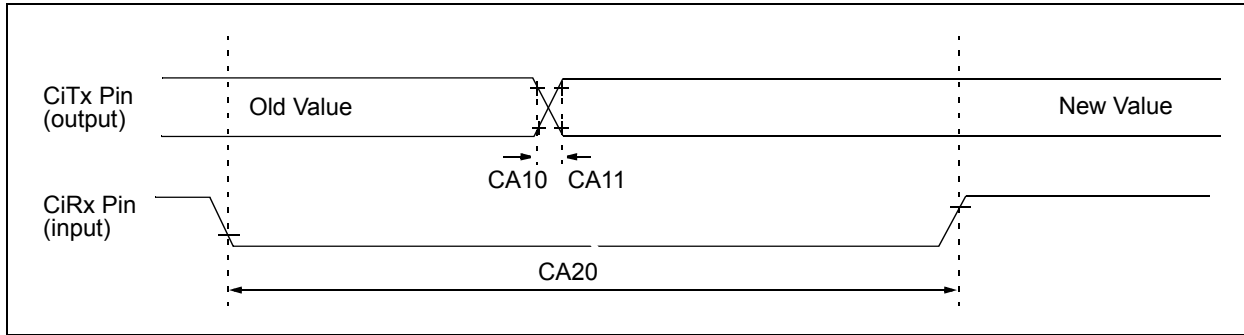 CiTx Pin
(output)
Old Value
New Value
CA10 CA11
CiRx Pin
(input)
CA20